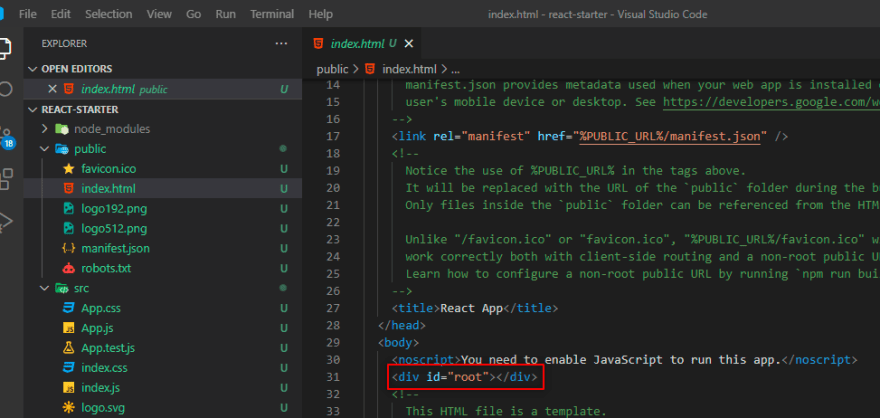 File Edit Selection View Go Run Terminal Help index.html - react-starter - Visual Studio Code
EXPLORER ...
OPEN EDITORS
index.html public U
REACT-STARTER
node_modules
public
favicon.ico U
index.html U
logo192.png U
logo512.png U
manifest.json U
robots.txt U
src
App.css U
App.js U
App.test.js U
index.css U
index.js U
logo.svg U
18
index.html U
public > index.html > ...
14 manifest.json provides metadata used when your web app is installed
15 user's mobile device or desktop. See https://developers.google.com/
16 -->
17 <link rel="manifest" href="%PUBLIC_URL%/manifest.json" />
18 <!--
19 Notice the use of %PUBLIC_URL% in the tags above.
20 It will be replaced with the URL of the `public` folder during the
21 Only files inside the `public` folder can be referenced from the HTM
22
23 Unlike "/favicon.ico" or "favicon.ico", "%PUBLIC_URL%/favicon.ico" w
24 work correctly both with client-side routing and a non-root public U
25 Learn how to configure a non-root public URL by running `npm run bui
26 -->
27 <title>React App</title>
28 </head>
29 <body>
30 <noscript>You need to enable JavaScript to run this app.</noscript>
31 <div id="root"></div>
32 <!--
33 This HTML file is a template.